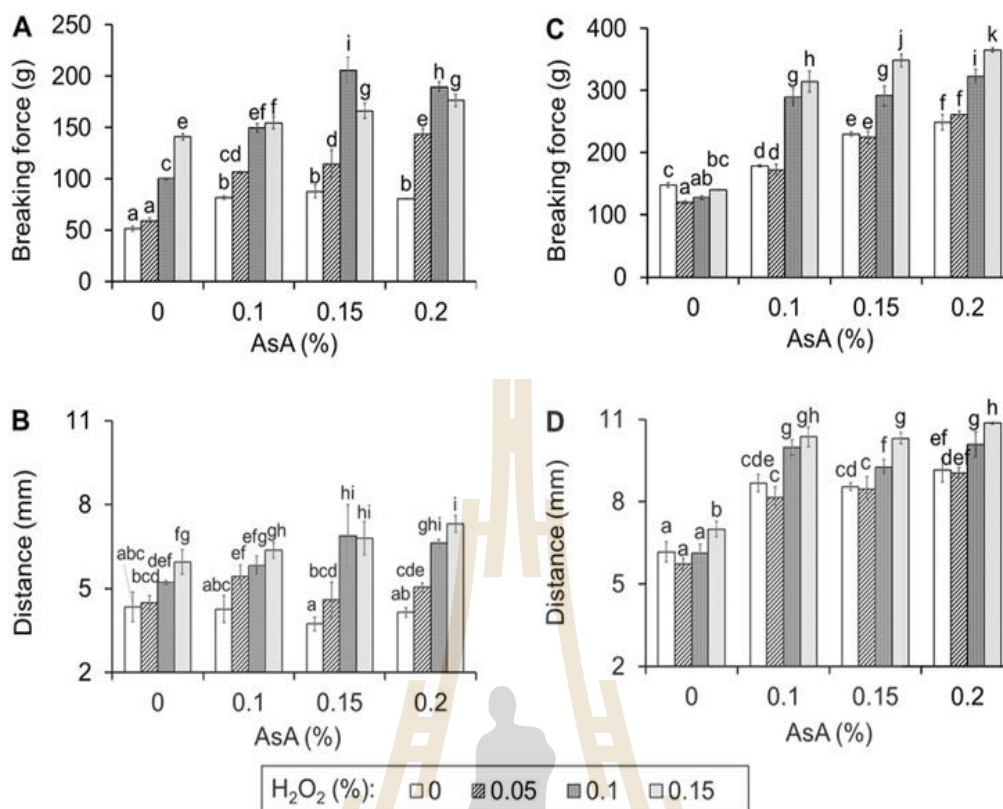 A
Breaking force (g)
250
200
150
100
50
0
a a c e
b cd ef f
b d i g
b e h g
0 0.1 0.15 0.2
AsA (%)
C
Breaking force (g)
400
300
200
100
0
c a ab bc
d d g h
e e g j
f f i k
0 0.1 0.15 0.2
AsA (%)
B
Distance (mm)
11
8
5
2
abc bcd def fg
abc ef efg gh
a bcd hi hi
ab cde ghi i
0 0.1 0.15 0.2
AsA (%)
D
Distance (mm)
11
8
5
2
a a a b
cde c g gh
cd c f g
ef def g h
0 0.1 0.15 0.2
AsA (%)
H₂O₂ (%): 0 0.05 0.1 0.15